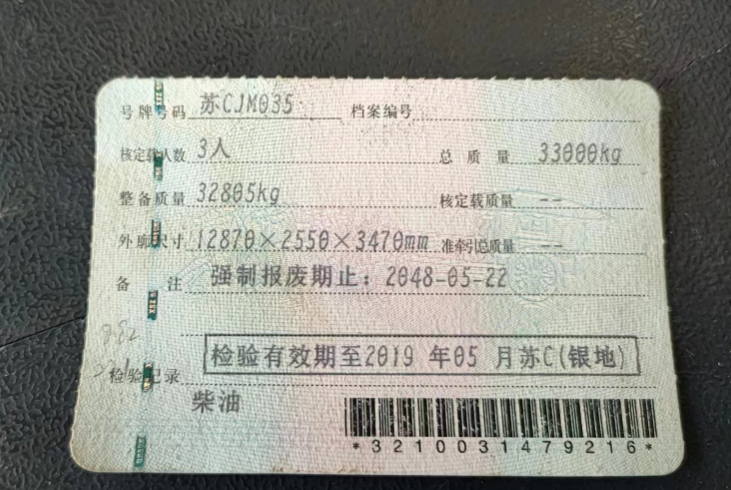 号牌号码 苏CJM035 档案编号
核定载人数 3人 总质量 33000kg
整备质量 32805kg 核定载质量 --
外廓尺寸 12870×2550×3470mm 准牵引总质量 --
备注 强制报废期止：2048-05-22
检验有效期至2019 年05 月苏C(银地)
检验记录
柴油
*3210031479216*